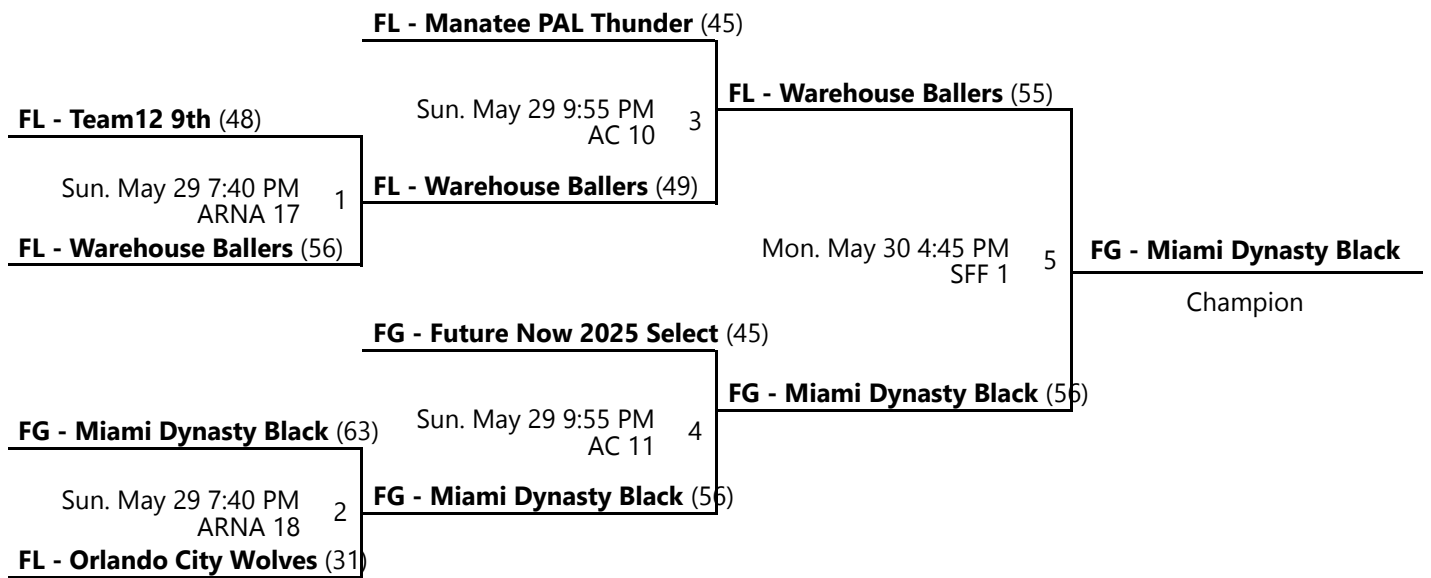 FL - Manatee PAL Thunder (45)
FL - Team12 9th (48)
Sun. May 29 9:55 PM
AC 10
3
FL - Warehouse Ballers (55)
Sun. May 29 7:40 PM
ARNA 17
1
FL - Warehouse Ballers (49)
FL - Warehouse Ballers (56)
Mon. May 30 4:45 PM
SFF 1
5
FG - Miami Dynasty Black
Champion
FG - Future Now 2025 Select (45)
FG - Miami Dynasty Black (56)
FG - Miami Dynasty Black (63)
Sun. May 29 9:55 PM
AC 11
4
Sun. May 29 7:40 PM
ARNA 18
2
FG - Miami Dynasty Black (56)
FL - Orlando City Wolves (31)